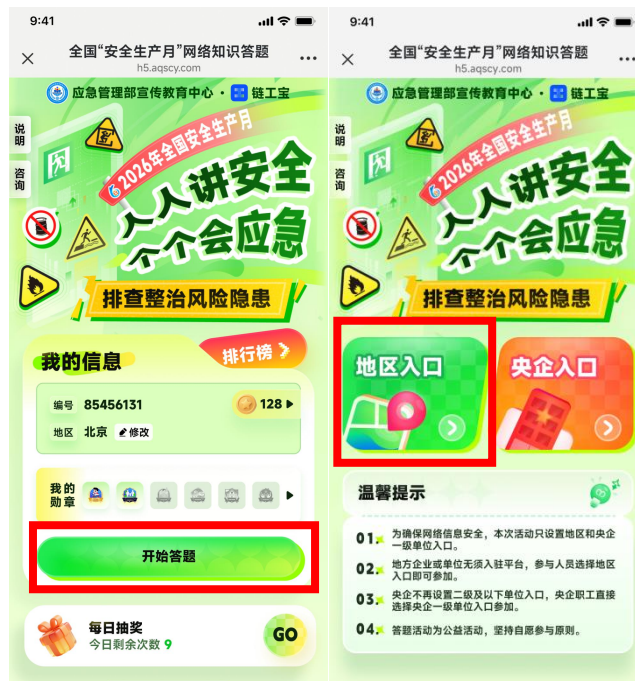 9:41
全国“安全生产月”网络知识答题
h5.aqscy.com
应急管理部宣传教育中心 · 链工宝
说明
咨询
2026年全国安全生产月
人人讲安全
个个会应急
排查整治风险隐患
我的信息
排行榜
编号 85456131
128
地区 北京 修改
我的勋章
开始答题
每日抽奖
今日剩余次数 9
GO
9:41
全国“安全生产月”网络知识答题
h5.aqscy.com
应急管理部宣传教育中心 · 链工宝
说明
咨询
2026年全国安全生产月
人人讲安全
个个会应急
排查整治风险隐患
地区入口
央企入口
温馨提示
01. 为确保网络信息安全，本次活动只设置地区和央企
一级单位入口。
02. 地方企业或单位无须入驻平台，参与人员选择地区
入口即可参加。
03. 央企不再设置二级及以下单位入口，央企职工直接
选择央企一级单位入口参加。
04. 答题活动为公益活动，坚持自愿参与原则。